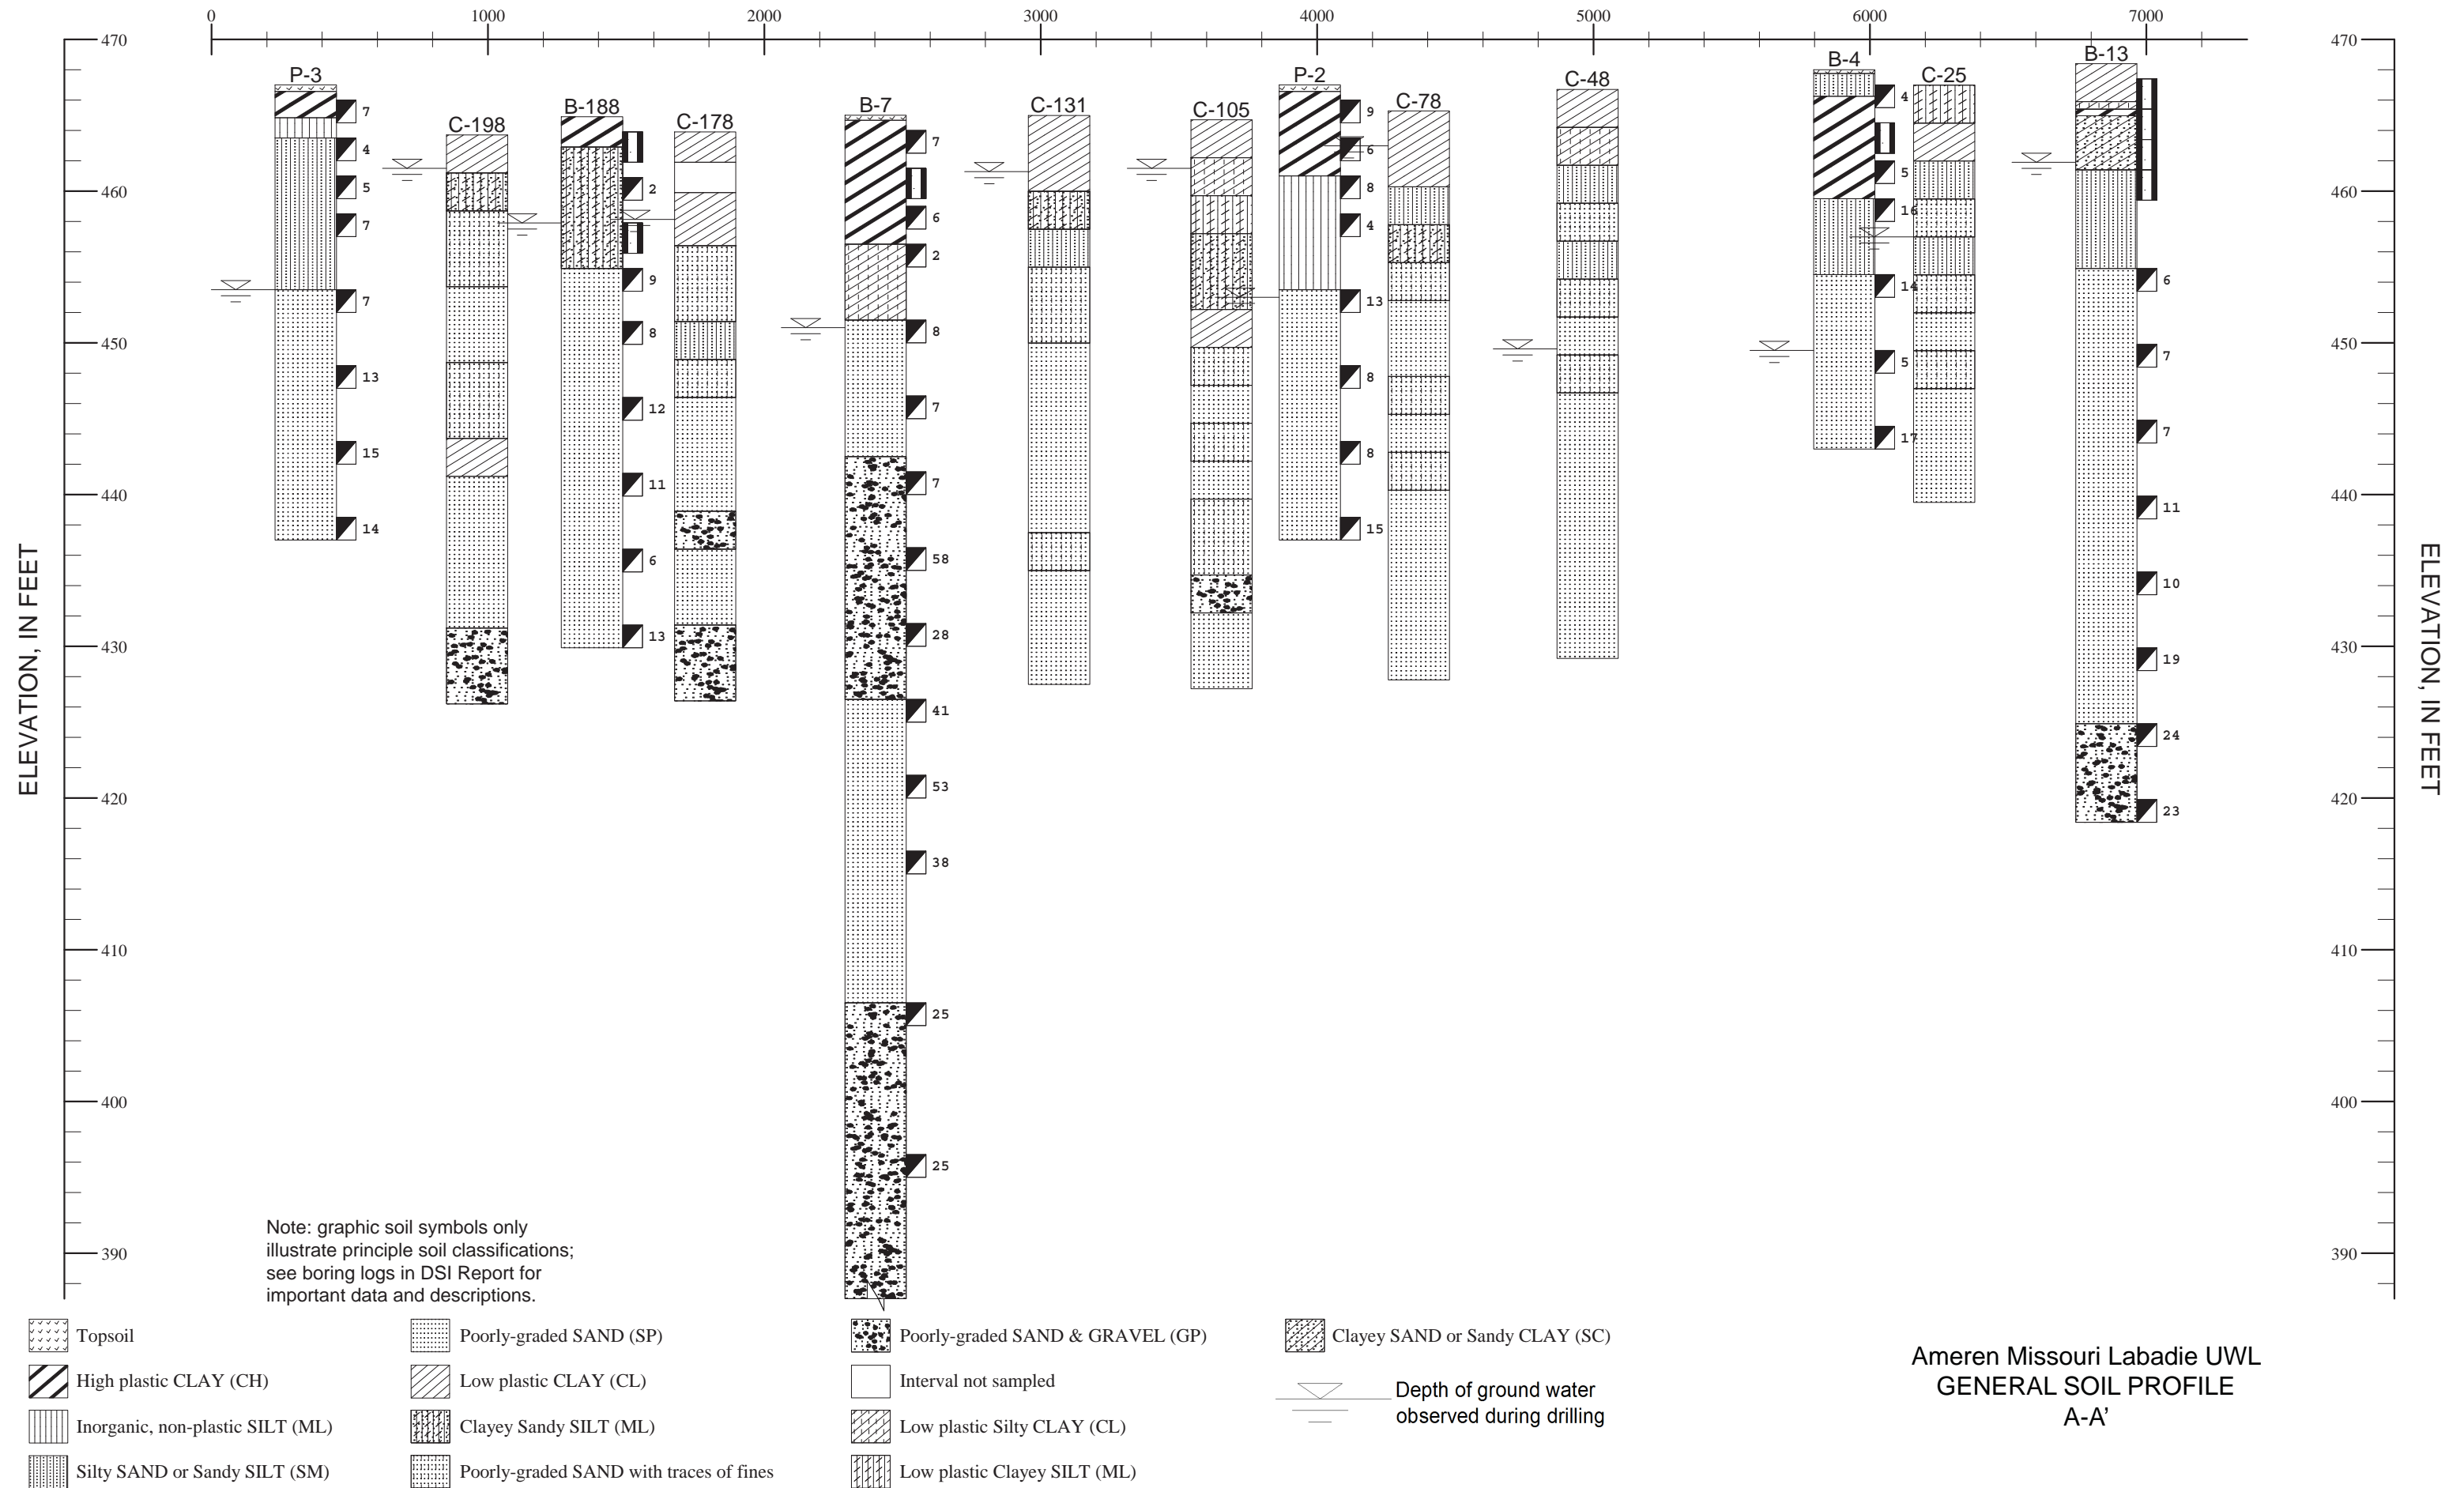 0 1000 2000 3000 4000 5000 6000 7000
470 470
P-3 C-198 B-188 C-178 B-7 C-131 C-105 P-2 C-78 C-48 B-4 C-25 B-13
7
4
5
7
7
13
15
14
2
9
8
12
11
6
13
7
6
2
8
7
7
58
28
41
53
38
25
25
9
6
8
4
13
8
8
15
4
5
16
14
5
17
6
7
7
11
10
19
24
23
460 460
450 450
440 440
430 430
420 420
410 410
400 400
390 390
ELEVATION, IN FEET
ELEVATION, IN FEET
Note: graphic soil symbols only
illustrate principle soil classifications;
see boring logs in DSI Report for
important data and descriptions.
Topsoil
High plastic CLAY (CH)
Inorganic, non-plastic SILT (ML)
Silty SAND or Sandy SILT (SM)
Poorly-graded SAND (SP)
Low plastic CLAY (CL)
Clayey Sandy SILT (ML)
Poorly-graded SAND with traces of fines
Poorly-graded SAND & GRAVEL (GP)
Interval not sampled
Low plastic Silty CLAY (CL)
Low plastic Clayey SILT (ML)
Clayey SAND or Sandy CLAY (SC)
Depth of ground water
observed during drilling
Ameren Missouri Labadie UWL
GENERAL SOIL PROFILE
A-A'